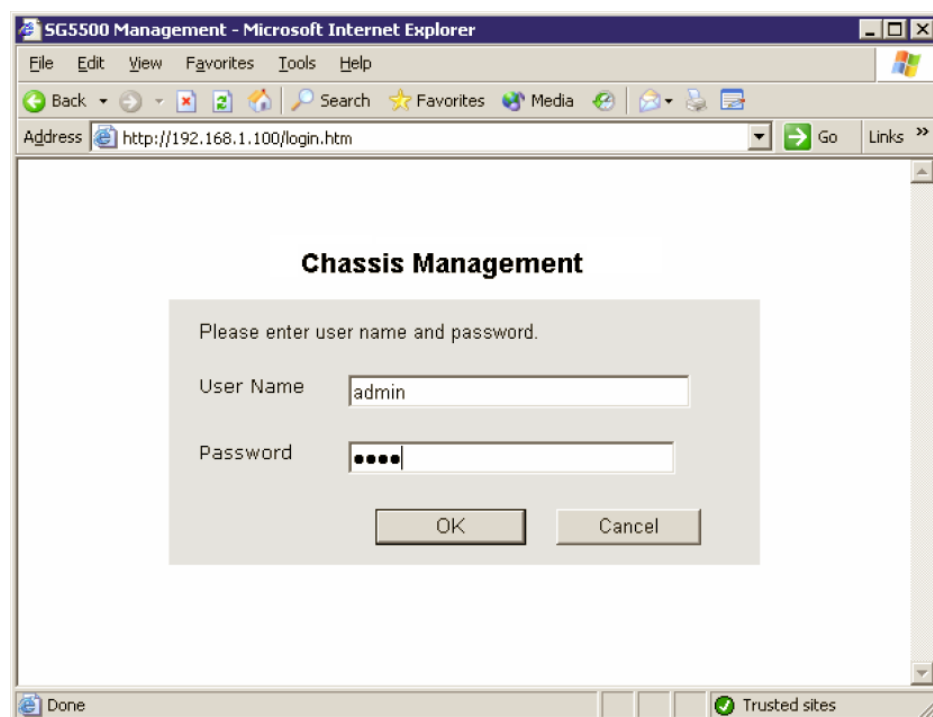 SG5500 Management - Microsoft Internet Explorer
File Edit View Favorites Tools Help
Back Search Favorites Media
Address http://192.168.1.100/login.htm Go Links »
Chassis Management
Please enter user name and password.
User Name admin
Password ••••
OK Cancel
Done Trusted sites